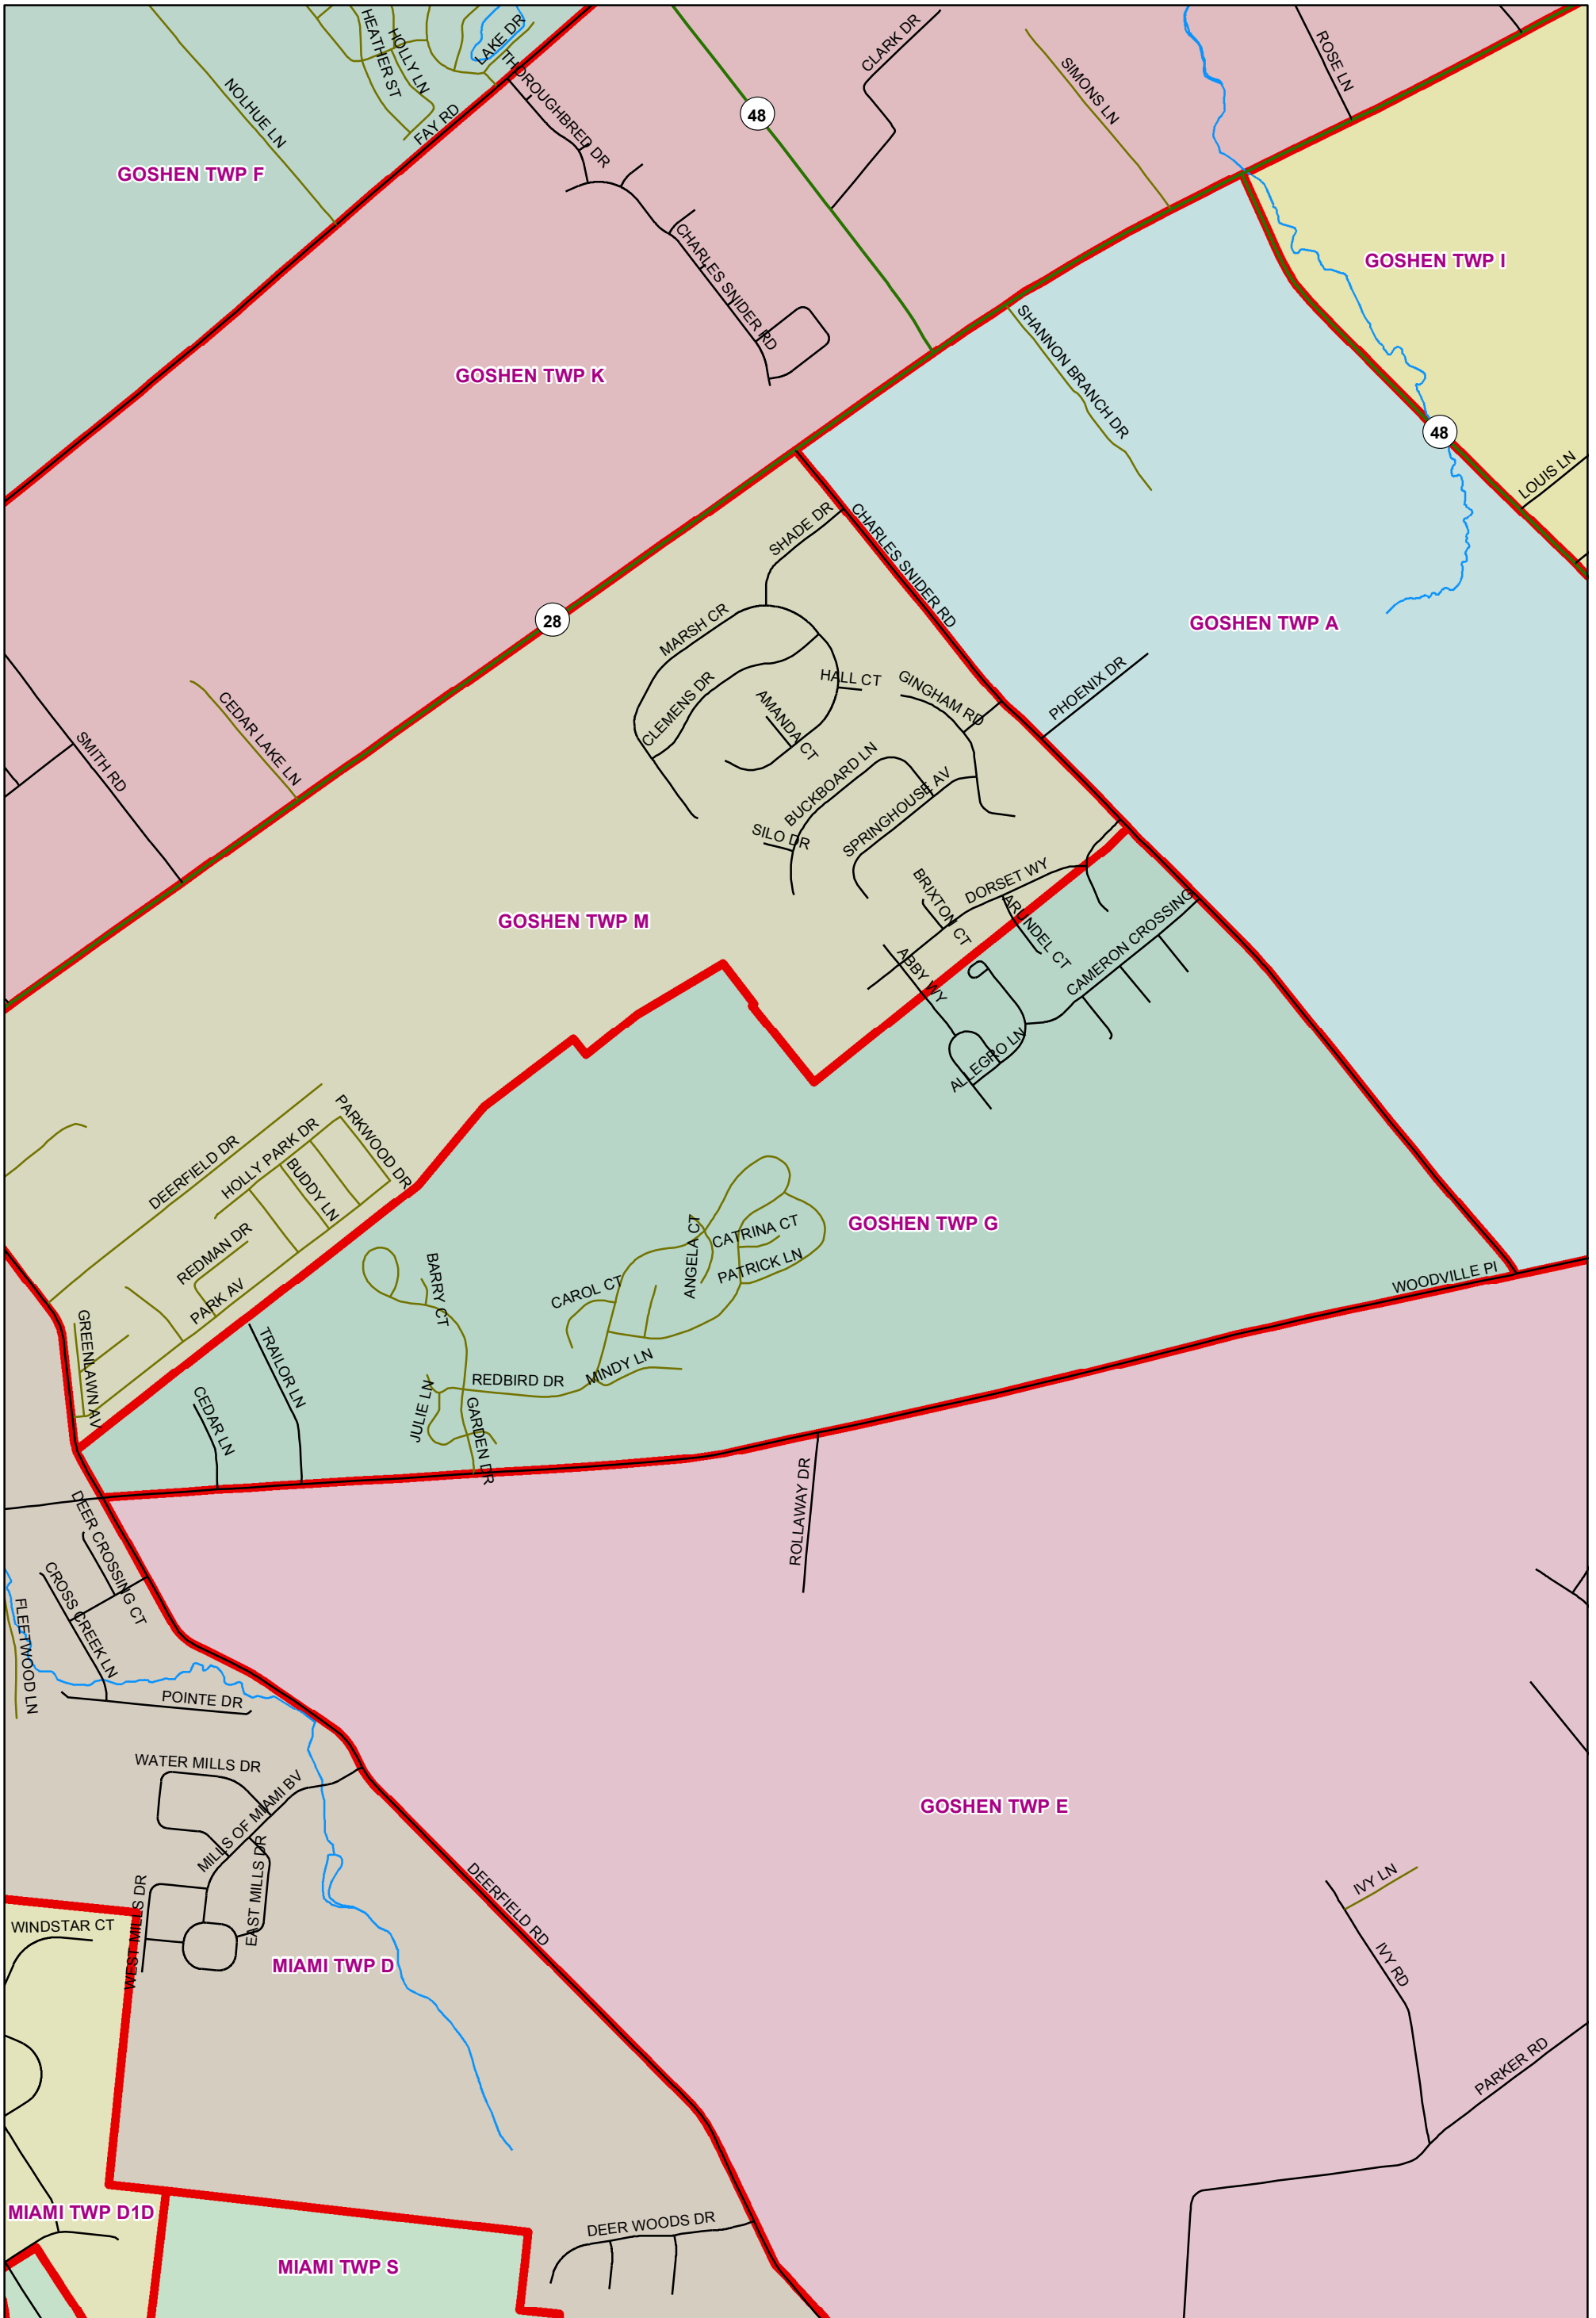 LAKE DR
HEATHER ST
HOLLY LN
THOROUGHBRED DR
CLARK DR
ROSE LN
SIMONS LN
NOLHUE LN
FAY RD
48
GOSHEN TWP F
GOSHEN TWP I
CHARLES SNIDER RD
SHANNON BRANCH DR
GOSHEN TWP K
48
LOUIS LN
SHADE DR
CHARLES SNIDER RD
28
GOSHEN TWP A
MARSH CR
HALL CT
GINGHAM RD
PHOENIX DR
CLEMENS DR
AMANDA CT
CEDAR LAKE LN
SMITH RD
BUCKBOARD LN
SPRINGHOUSE AV
SILO DR
DORSET WY
BRIXTON CT
ARUNDEL CT
CAMERON CROSSING
GOSHEN TWP M
ABBY WY
ALLEGRO LN
PARKWOOD DR
HOLLY PARK DR
DEERFIELD DR
BUDDY LN
REDMAN DR
PARK AV
GOSHEN TWP G
ANGELA CT
CATRINA CT
PATRICK LN
BARRY CT
CAROL CT
WOODVILLE PI
GREENLAWN AV
TRAILOR LN
MINDY LN
REDBIRD DR
JULIE LN
CEDAR LN
GARDEN DR
ROLLAWAY DR
DEER CROSSING CT
CROSS CREEK LN
FLEETWOOD LN
POINTE DR
WATER MILLS DR
MILLS OF MIAMI BV
GOSHEN TWP E
EAST MILLS DR
WEST MILLS DR
DEERFIELD RD
IVY LN
WINDSTAR CT
MIAMI TWP D
IVY RD
PARKER RD
MIAMI TWP D1D
DEER WOODS DR
MIAMI TWP S